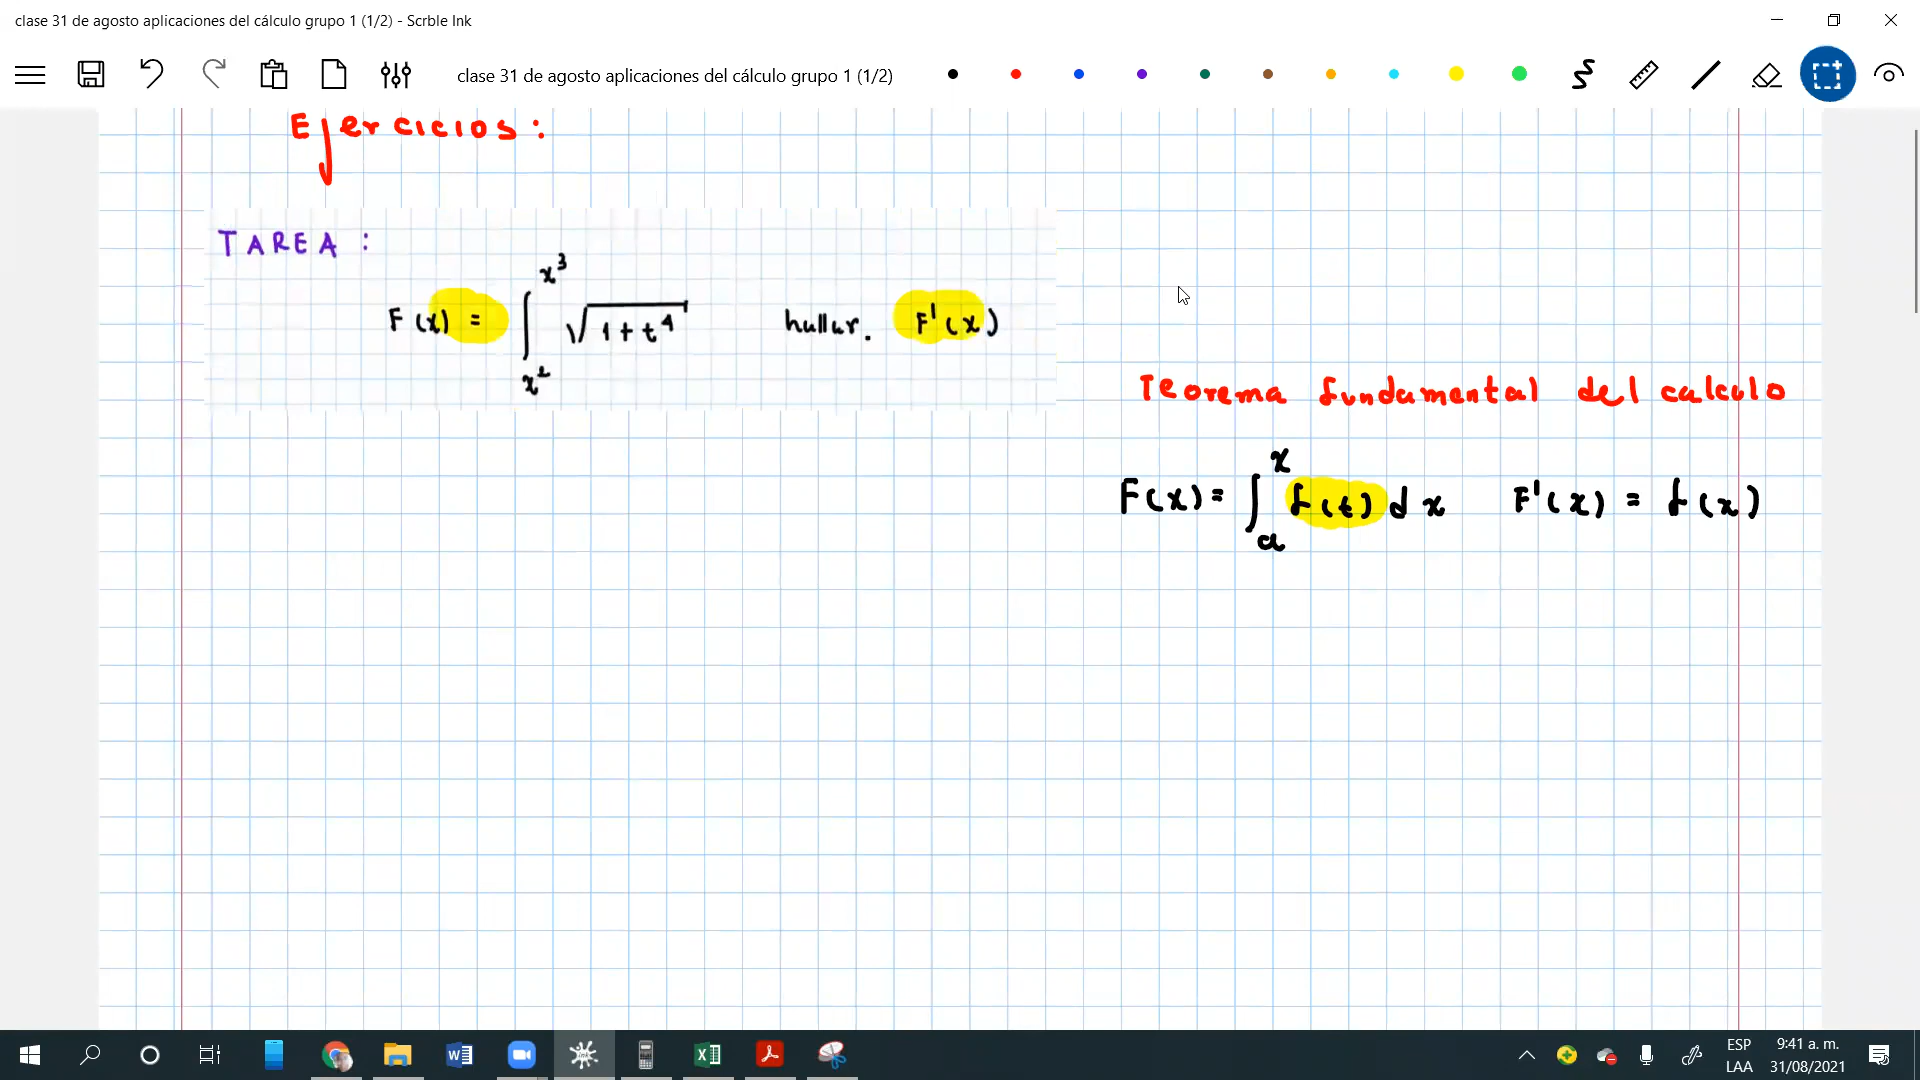 clase 31 de agosto aplicaciones del cálculo grupo 1 (1/2) - Scrble Ink
clase 31 de agosto aplicaciones del cálculo grupo 1 (1/2)
Ejercicios:
TAREA :
F(x) = ∫_{x²}^{x³} √(1+t⁴) hallar. F'(x)
Teorema fundamental del calculo
F(x) = ∫_{a}^{x} f(t) dx F'(x) = f(x)
ESP
LAA
9:41 a. m.
31/08/2021